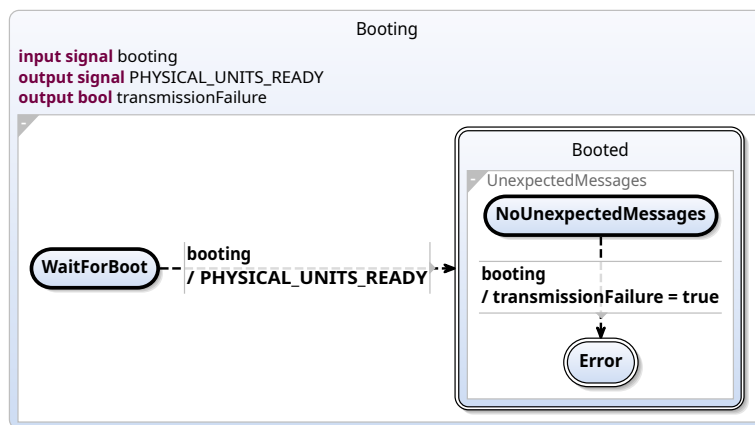 Booting
input signal booting
output signal PHYSICAL_UNITS_READY
output bool transmissionFailure
Booted
UnexpectedMessages
NoUnexpectedMessages
WaitForBoot
booting
/ PHYSICAL_UNITS_READY
booting
/ transmissionFailure = true
Error